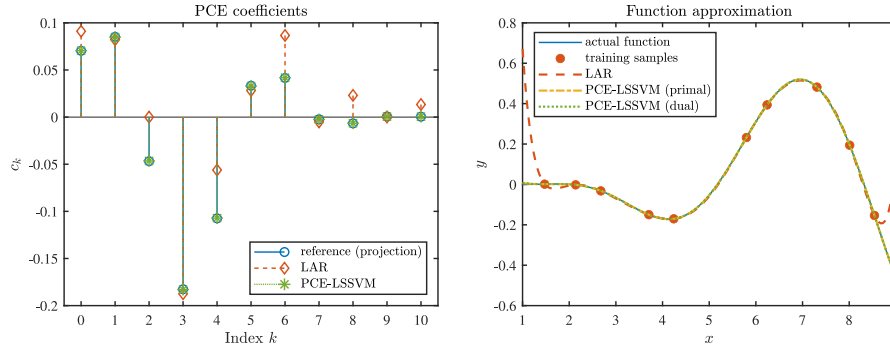 PCE coefficients
0.1
0.05
0
-0.05
-0.1
-0.15
-0.2
c_k
0 1 2 3 4 5 6 7 8 9 10
Index k
reference (projection)
LAR
PCE-LSSVM
Function approximation
0.8
0.6
0.4
0.2
0
-0.2
-0.4
-0.6
y
1 2 3 4 5 6 7 8
x
actual function
training samples
LAR
PCE-LSSVM (primal)
PCE-LSSVM (dual)